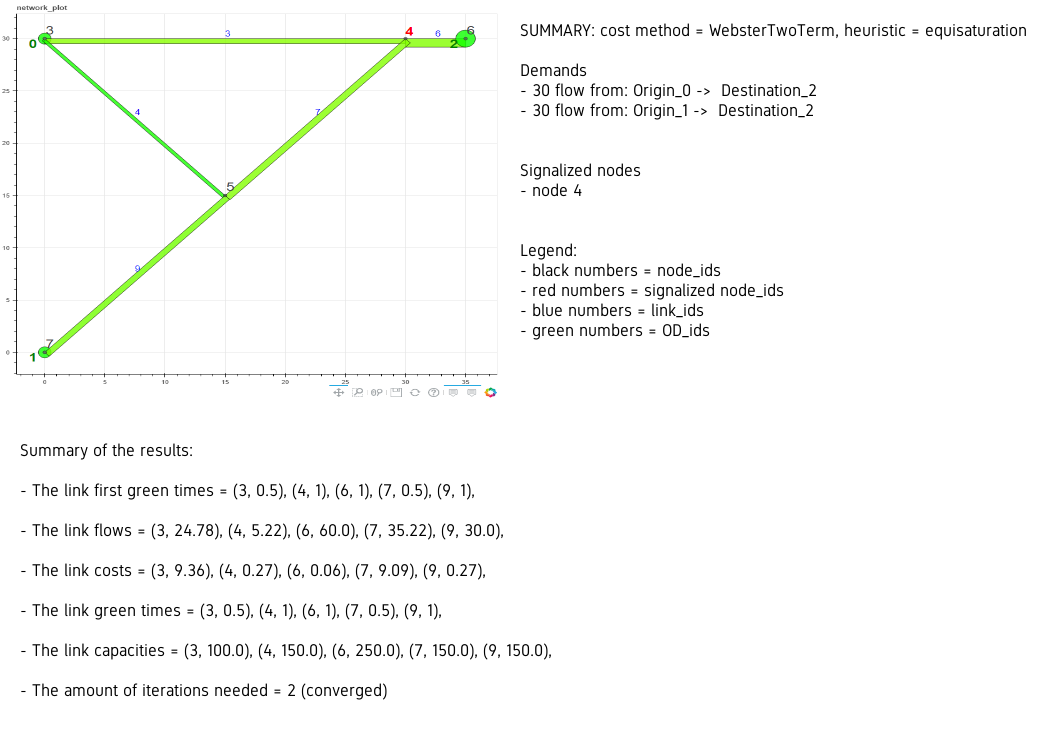 network_plot
3
3
4
6
6
0
2
30
25
4
7
20
5
15
10
9
5
7
0
1
0
5
10
15
20
25
30
35
SUMMARY: cost method = WebsterTwoTerm, heuristic = equisaturation
Demands
- 30 flow from: Origin_0 -> Destination_2
- 30 flow from: Origin_1 -> Destination_2
Signalized nodes
- node 4
Legend:
- black numbers = node_ids
- red numbers = signalized node_ids
- blue numbers = link_ids
- green numbers = OD_ids
Summary of the results:
- The link first green times = (3, 0.5), (4, 1), (6, 1), (7, 0.5), (9, 1),
- The link flows = (3, 24.78), (4, 5.22), (6, 60.0), (7, 35.22), (9, 30.0),
- The link costs = (3, 9.36), (4, 0.27), (6, 0.06), (7, 9.09), (9, 0.27),
- The link green times = (3, 0.5), (4, 1), (6, 1), (7, 0.5), (9, 1),
- The link capacities = (3, 100.0), (4, 150.0), (6, 250.0), (7, 150.0), (9, 150.0),
- The amount of iterations needed = 2 (converged)